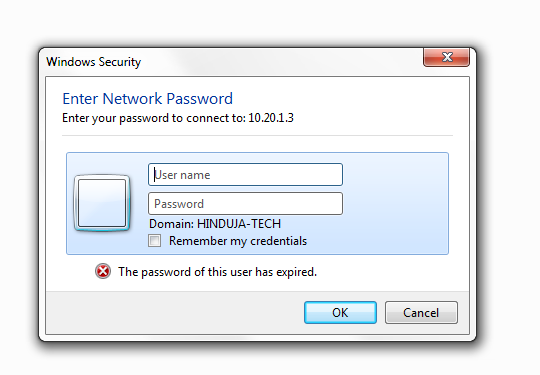 Windows Security
Enter Network Password
Enter your password to connect to: 10.20.1.3
User name
Password
Domain: HINDUJA-TECH
Remember my credentials
The password of this user has expired.
OK
Cancel